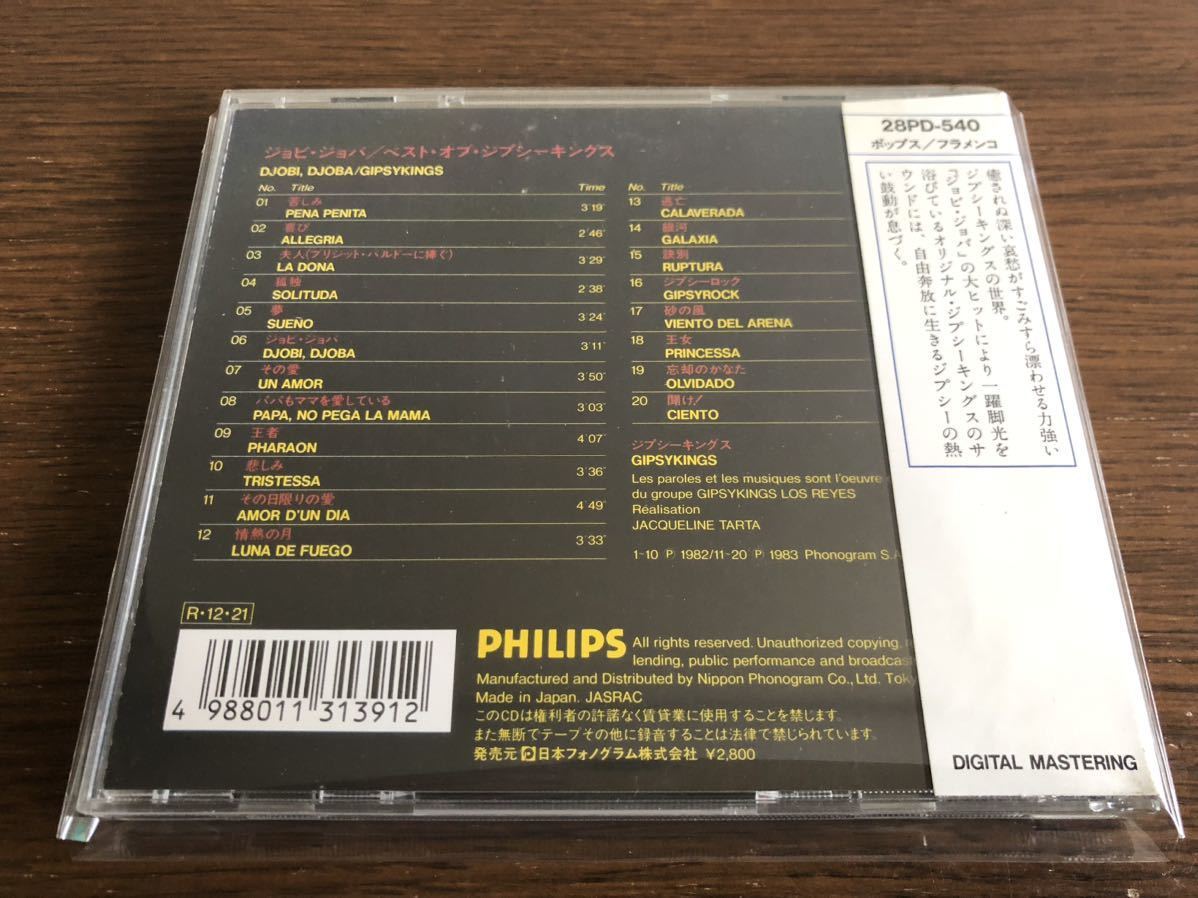 ジョビ・ジョバ/ベスト・オブ・ジプシーキングス
DJOBI, DJOBA/GIPSYKINGS
No. Title Time
01 苦しみ
PENA PENITA 3'19"
02 喜び
ALLEGRIA 2'46"
03 夫人(ブリジット・バルドーに捧ぐ)
LA DONA 3'29"
04 孤独
SOLITUDA 2'38"
05 夢
SUEÑO 3'24"
06 ジョビ・ジョバ
DJOBI, DJOBA 3'11"
07 その愛
UN AMOR 3'50"
08 パパもママを愛している
PAPA, NO PEGA LA MAMA 3'03"
09 王者
PHARAON 4'07"
10 悲しみ
TRISTESSA 3'36"
11 その日限りの愛
AMOR D'UN DIA 4'49"
12 情熱の月
LUNA DE FUEGO 3'33"
No. Title
13 逃亡
CALAVERADA
14 銀河
GALAXIA
15 訣別
RUPTURA
16 ジプシーロック
GIPSYROCK
17 砂の風
VIENTO DEL ARENA
18 王女
PRINCESSA
19 忘却のかなた
OLVIDADO
20 聞け!
CIENTO
ジプシーキングス
GIPSYKINGS
Les paroles et les musiques sont l'oeuvre
du groupe GIPSYKINGS LOS REYES
Réalisation
JACQUELINE TARTA
1~10 ℗ 1982/11~20 ℗ 1983 Phonogram S.A
R・12・21
4 988011 313912
PHILIPS
All rights reserved. Unauthorized copying,
lending, public performance and broadcas
Manufactured and Distributed by Nippon Phonogram Co., Ltd. Toky
Made in Japan. JASRAC
このCDは権利者の許諾なく賃貸業に使用することを禁じます。
また無断でテープその他に録音することは法律で禁じられています。
発売元 日本フォノグラム株式会社 ¥2,800
28PD-540
ポップス/フラメンコ
癒されぬ深い哀愁がすごみすら漂わせる力強い
ジプシーキングスの世界。
「ジョビ・ジョバ」の大ヒットにより一躍脚光を
浴びているオリジナル・ジプシーキングスのサ
ウンドには、自由奔放に生きるジプシーの熱
い鼓動が息づく。
DIGITAL MASTERING